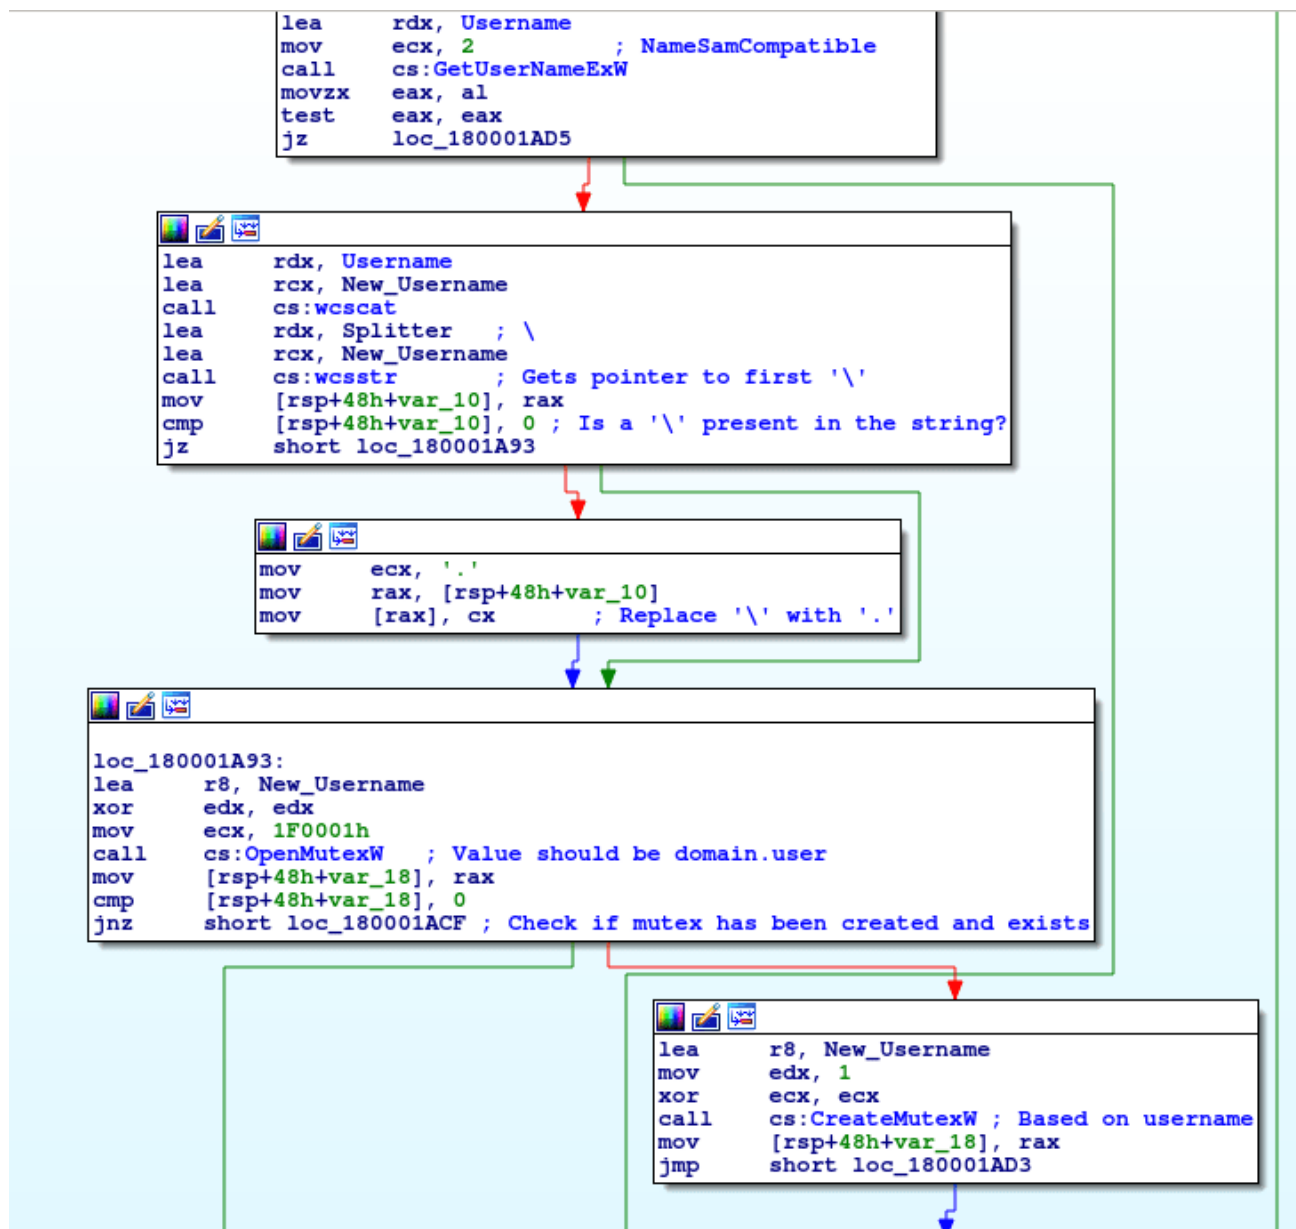 lea rdx, Username
mov ecx, 2 ; NameSamCompatible
call cs:GetUserNameExW
movzx eax, al
test eax, eax
jz loc_180001AD5
lea rdx, Username
lea rcx, New_Username
call cs:wcscat
lea rdx, Splitter ; \
lea rcx, New_Username
call cs:wcsstr ; Gets pointer to first '\'
mov [rsp+48h+var_10], rax
cmp [rsp+48h+var_10], 0 ; Is a '\' present in the string?
jz short loc_180001A93
mov ecx, '.'
mov rax, [rsp+48h+var_10]
mov [rax], cx ; Replace '\' with '.'
loc_180001A93:
lea r8, New_Username
xor edx, edx
mov ecx, 1F0001h
call cs:OpenMutexW ; Value should be domain.user
mov [rsp+48h+var_18], rax
cmp [rsp+48h+var_18], 0
jnz short loc_180001ACF ; Check if mutex has been created and exists
lea r8, New_Username
mov edx, 1
xor ecx, ecx
call cs:CreateMutexW ; Based on username
mov [rsp+48h+var_18], rax
jmp short loc_180001AD3